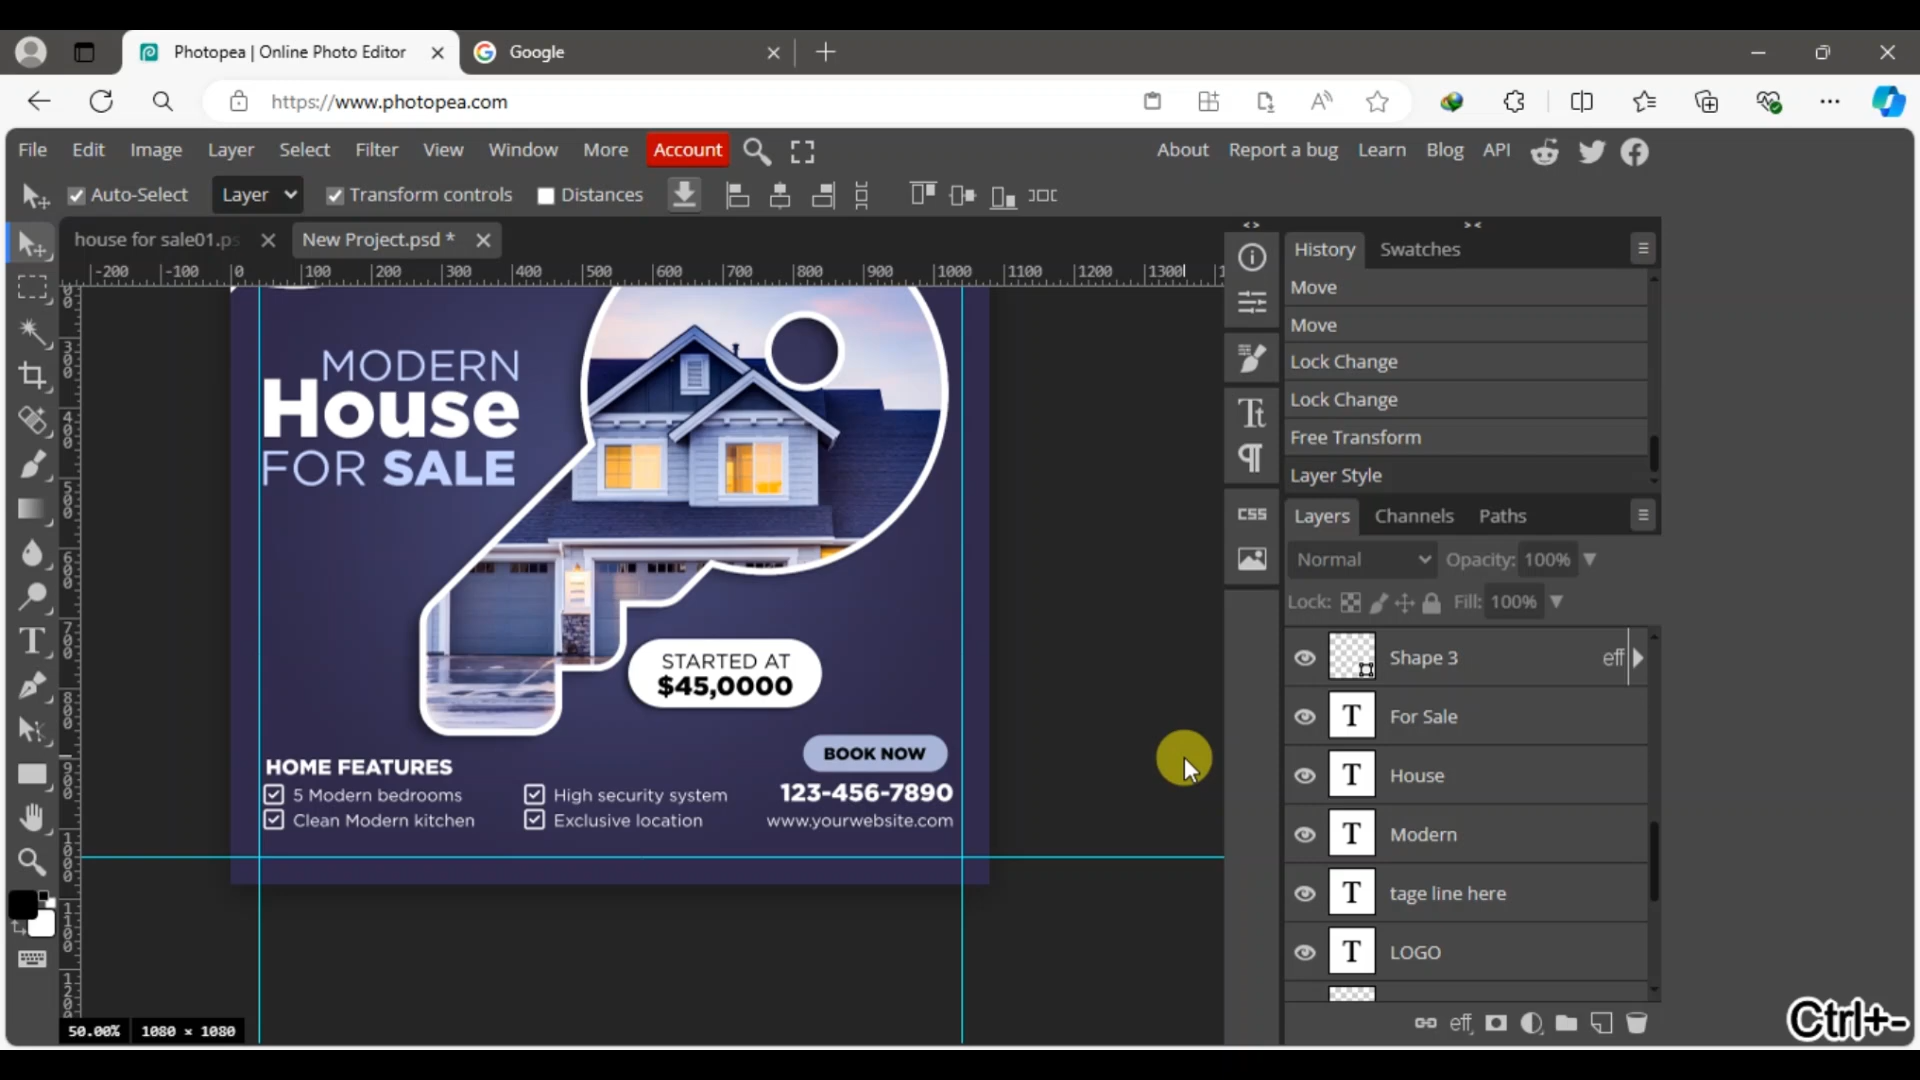 Photopea | Online Photo Editor
Google
https://www.photopea.com
File Edit Image Layer Select Filter View Window More Account
About Report a bug Learn Blog API
Auto-Select Layer Transform controls Distances
house for sale01.ps
New Project.psd *
-200 -100 0 100 200 300 400 500 600 700 800 900 1000 1100 1200 1300
History Swatches
Move
Move
Lock Change
Lock Change
Free Transform
Layer Style
CSS
Layers Channels Paths
Normal Opacity: 100%
Lock: Fill: 100%
Shape 3 eff
T For Sale
T House
T Modern
T tage line here
T LOGO
eff
MODERN
House
FOR SALE
STARTED AT
$45,0000
BOOK NOW
HOME FEATURES
5 Modern bedrooms
Clean Modern kitchen
High security system
Exclusive location
123-456-7890
www.yourwebsite.com
50.00% 1080 × 1080
Ctrl+-